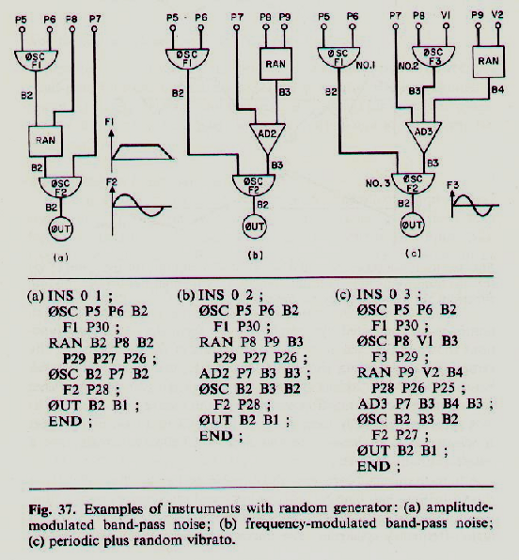 P5 P6 P8 P7
P5 - P6 P7 P8 P9
P5 P6 P7 P8 V1 P9 V2
ØSC F1
B2
RAN
B2
ØSC F2
B2
ØUT
(a)
F1
F2
ØSC F1
B2
RAN
B3
AD2
B3
ØSC F2
B2
ØUT
(b)
ØSC F1 NO.1
B2
NO.2 ØSC F3
B3
RAN
B4
AD3
B3
NO. 3 ØSC F2
B2
ØUT
(c)
F3
(a) INS 0 1 ;
ØSC P5 P6 B2
F1 P30 ;
RAN B2 P8 B2
P29 P27 P26 ;
ØSC B2 P7 B2
F2 P28 ;
ØUT B2 B1 ;
END ;
(b) INS 0 2 ;
ØSC P5 P6 B2
F1 P30 ;
RAN P8 P9 B3
P29 P27 P26 ;
AD2 P7 B3 B3 ;
ØSC B2 B3 B2
F2 P28 ;
ØUT B2 B1 ;
END ;
(c) INS 0 3 ;
ØSC P5 P6 B2
F1 P30 ;
ØSC P8 V1 B3
F3 P29 ;
RAN P9 V2 B4
P28 P26 P25 ;
AD3 P7 B3 B4 B3 ;
ØSC B2 B3 B2
F2 P27 ;
ØUT B2 B1 ;
END ;
Fig. 37. Examples of instruments with random generator: (a) amplitude-
modulated band-pass noise; (b) frequency-modulated band-pass noise;
(c) periodic plus random vibrato.